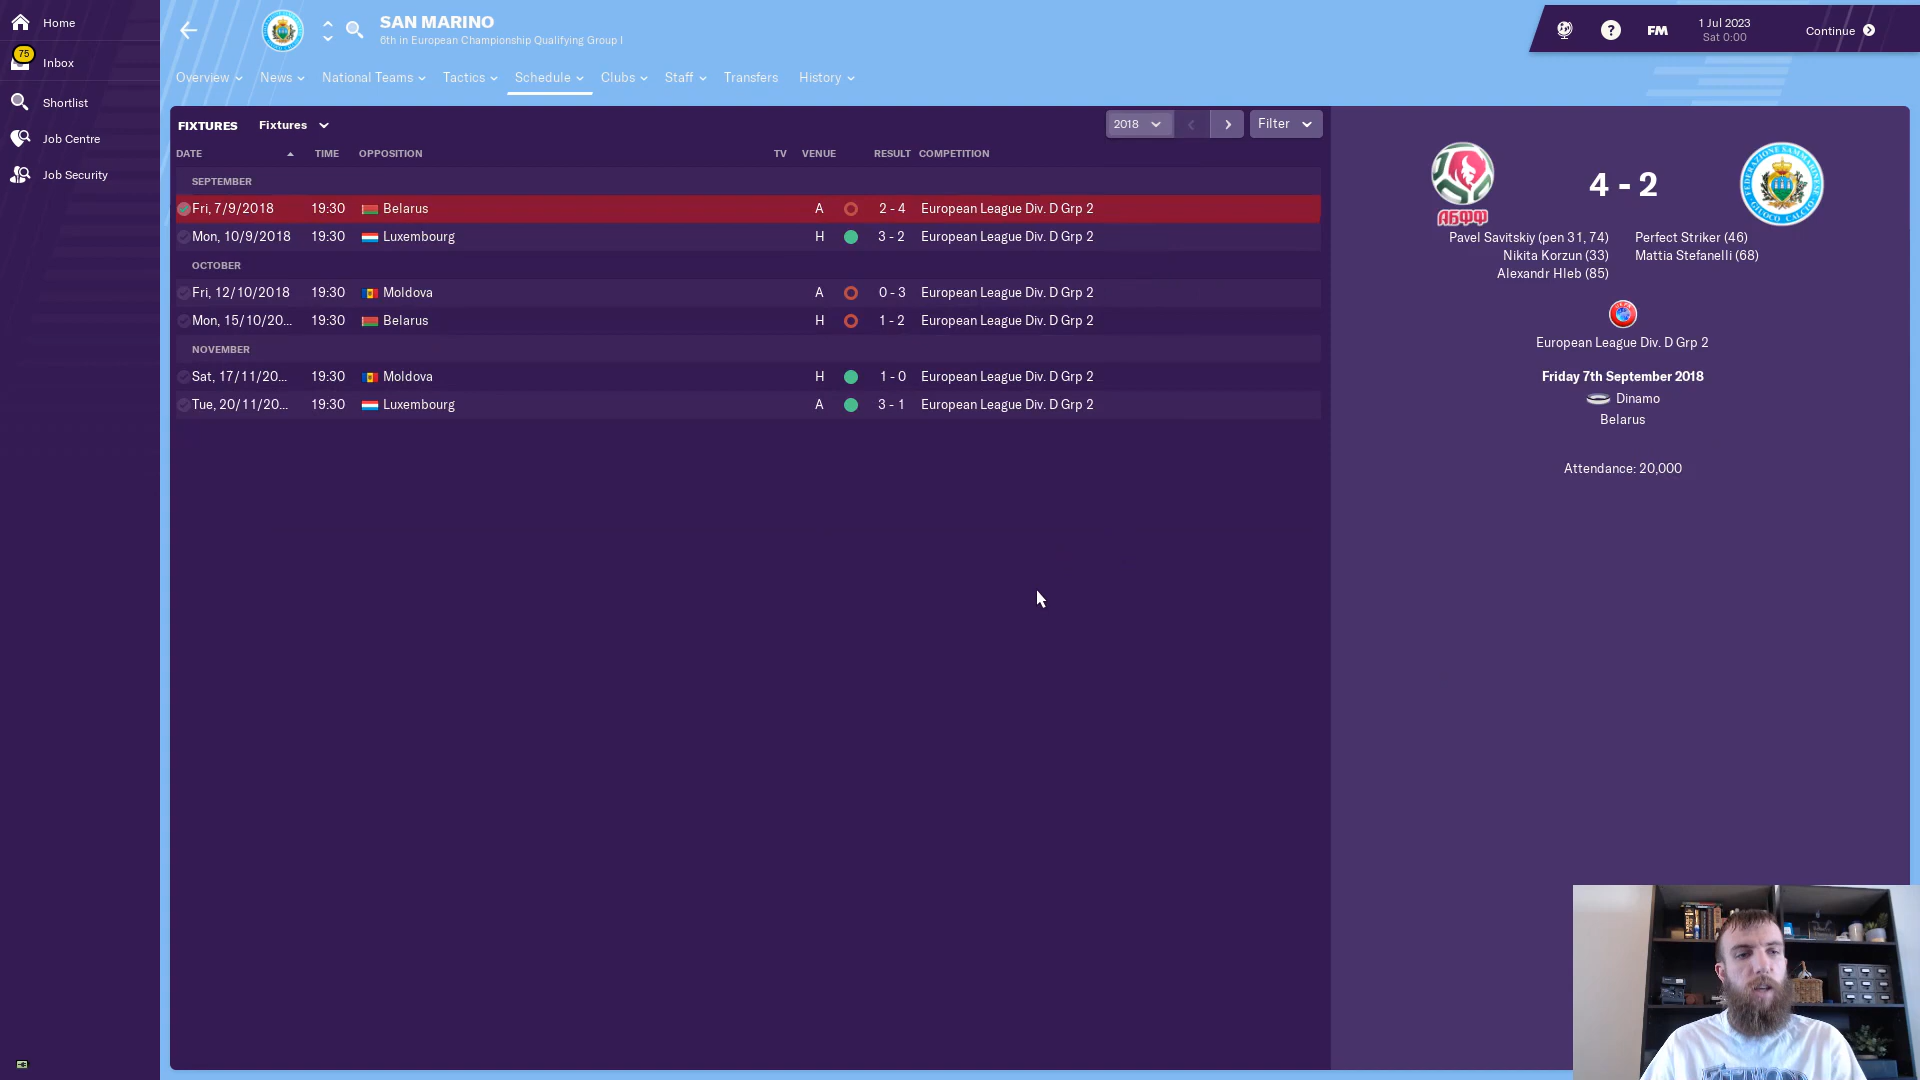 Home
75
Inbox
Shortlist
Job Centre
Job Security
SAN MARINO
6th in European Championship Qualifying Group I
?
FM
1 Jul 2023
Sat 0:00
Continue
Overview
News
National Teams
Tactics
Schedule
Clubs
Staff
Transfers
History
FIXTURES
Fixtures
2018
Filter
DATE TIME OPPOSITION TV VENUE RESULT COMPETITION
SEPTEMBER
Fri, 7/9/2018 19:30 Belarus A 2 - 4 European League Div. D Grp 2
Mon, 10/9/2018 19:30 Luxembourg H 3 - 2 European League Div. D Grp 2
OCTOBER
Fri, 12/10/2018 19:30 Moldova A 0 - 3 European League Div. D Grp 2
Mon, 15/10/20... 19:30 Belarus H 1 - 2 European League Div. D Grp 2
NOVEMBER
Sat, 17/11/20... 19:30 Moldova H 1 - 0 European League Div. D Grp 2
Tue, 20/11/20... 19:30 Luxembourg A 3 - 1 European League Div. D Grp 2
АБФФ
4 - 2
FEDERAZIONE SAMMARINESE
GIUOCO CALCIO
Pavel Savitskiy (pen 31, 74)
Nikita Korzun (33)
Alexandr Hleb (85)
Perfect Striker (46)
Mattia Stefanelli (68)
European League Div. D Grp 2
Friday 7th September 2018
Dinamo
Belarus
Attendance: 20,000